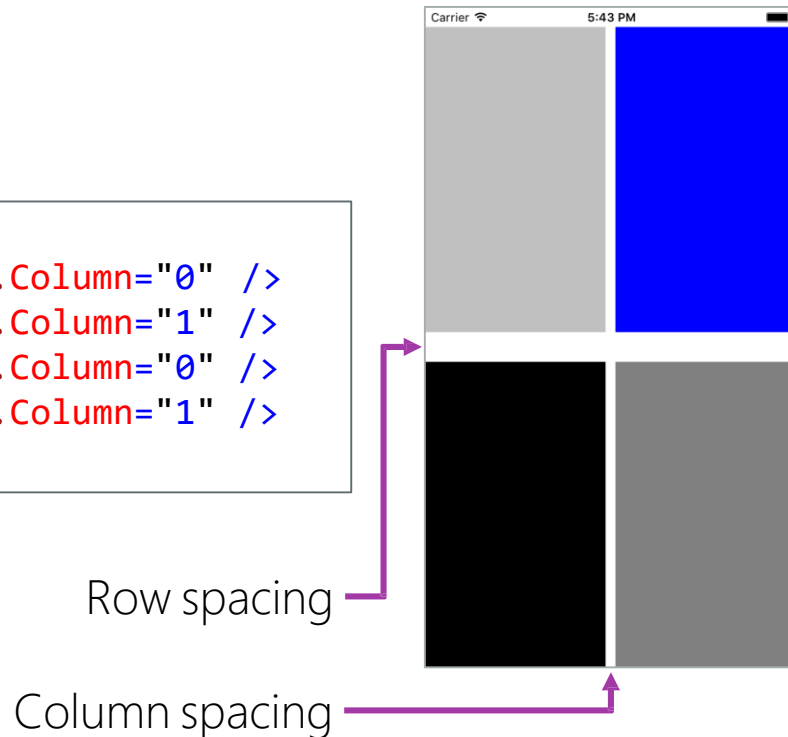 Carrier 5:43 PM
.Column="0" />
.Column="1" />
.Column="0" />
.Column="1" />
Row spacing
Column spacing